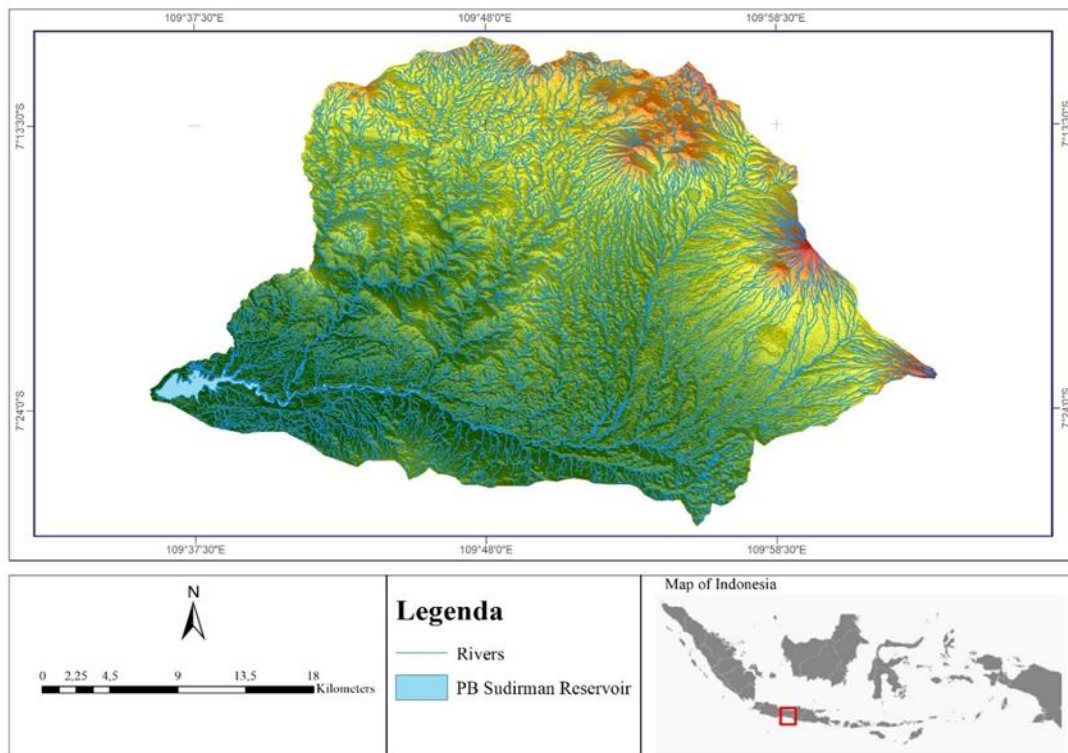 109°37'30"E 109°48'0"E 109°58'30"E
7°13'30"S 7°13'30"S
7°24'0"S 7°24'0"S
109°37'30"E 109°48'0"E 109°58'30"E
N
0 2,25 4,5 9 13,5 18
Kilometers
Legenda
Rivers
PB Sudirman Reservoir
Map of Indonesia